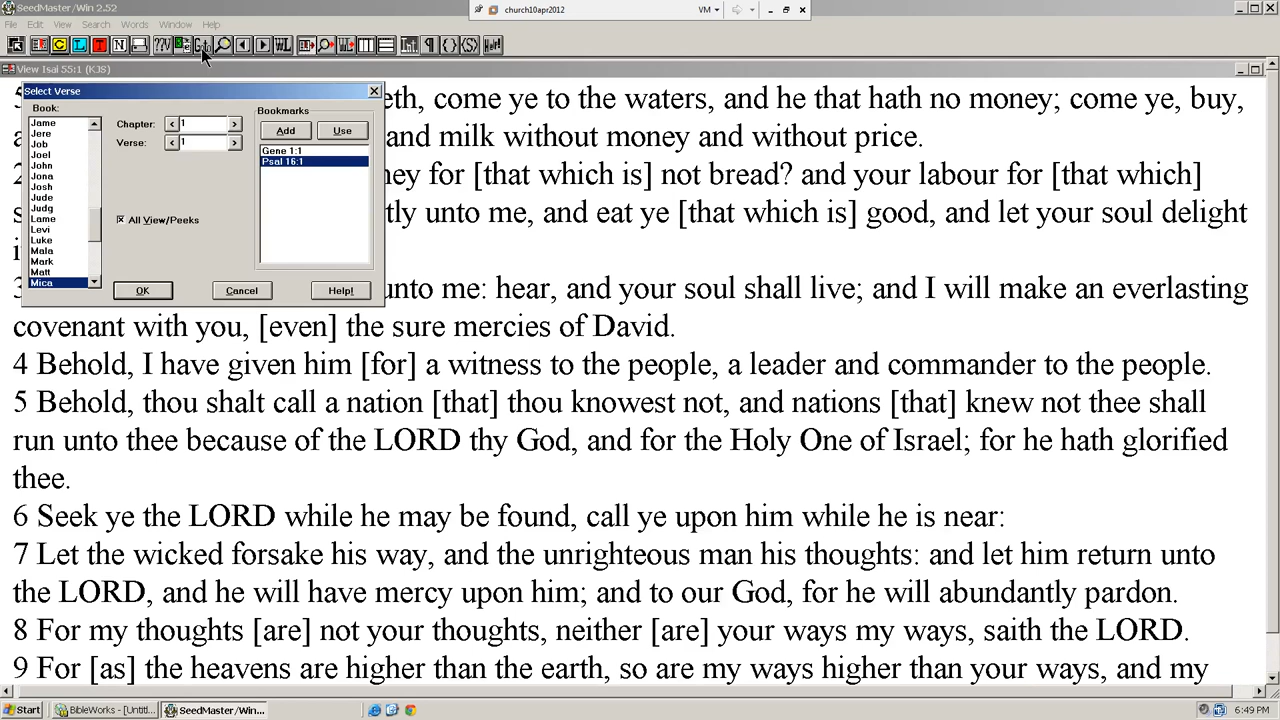 SeedMaster/Win 2.52
church10apr2012
VM
File Edit View Search Words Window Help
??V
N
WL
View Isai 55:1 (KJS)
Select Verse
Book:
Jame
Jere
Job
Joel
John
Jona
Josh
Jude
Judg
Lame
Levi
Luke
Mala
Mark
Matt
Mica
Chapter: < 1 >
Verse: < 1 >
All View/Peeks
Bookmarks
Add Use
Gene 1:1
Psal 16:1
OK Cancel Help!
eth, come ye to the waters, and he that hath no money; come ye, buy,
and milk without money and without price.
ney for [that which is] not bread? and your labour for [that which]
tly unto me, and eat ye [that which is] good, and let your soul delight
unto me: hear, and your soul shall live; and I will make an everlasting
covenant with you, [even] the sure mercies of David.
4 Behold, I have given him [for] a witness to the people, a leader and commander to the people.
5 Behold, thou shalt call a nation [that] thou knowest not, and nations [that] knew not thee shall
run unto thee because of the LORD thy God, and for the Holy One of Israel; for he hath glorified
thee.
6 Seek ye the LORD while he may be found, call ye upon him while he is near:
7 Let the wicked forsake his way, and the unrighteous man his thoughts: and let him return unto
the LORD, and he will have mercy upon him; and to our God, for he will abundantly pardon.
8 For my thoughts [are] not your thoughts, neither [are] your ways my ways, saith the LORD.
9 For [as] the heavens are higher than the earth, so are my ways higher than your ways, and my
Start
BibleWorks - [Untitl...
SeedMaster/Win...
6:49 PM